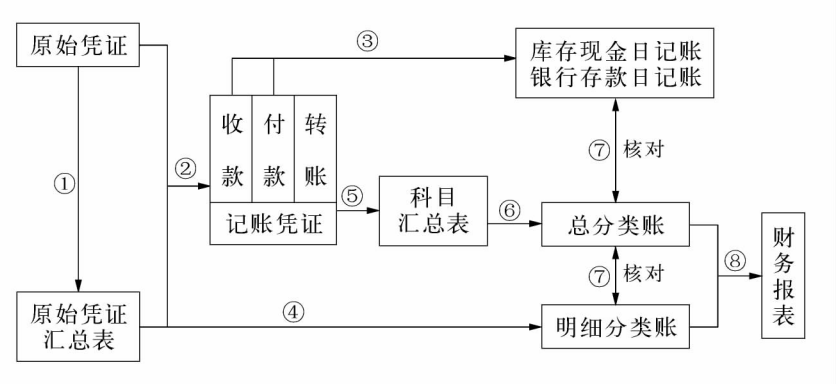 原始凭证
①
②
③
收款
付款
转账
记账凭证
库存现金日记账
银行存款日记账
⑦ 核对
⑤
科目
汇总表
⑥
总分类账
⑦ 核对
⑧
财务报表
原始凭证
汇总表
④
明细分类账